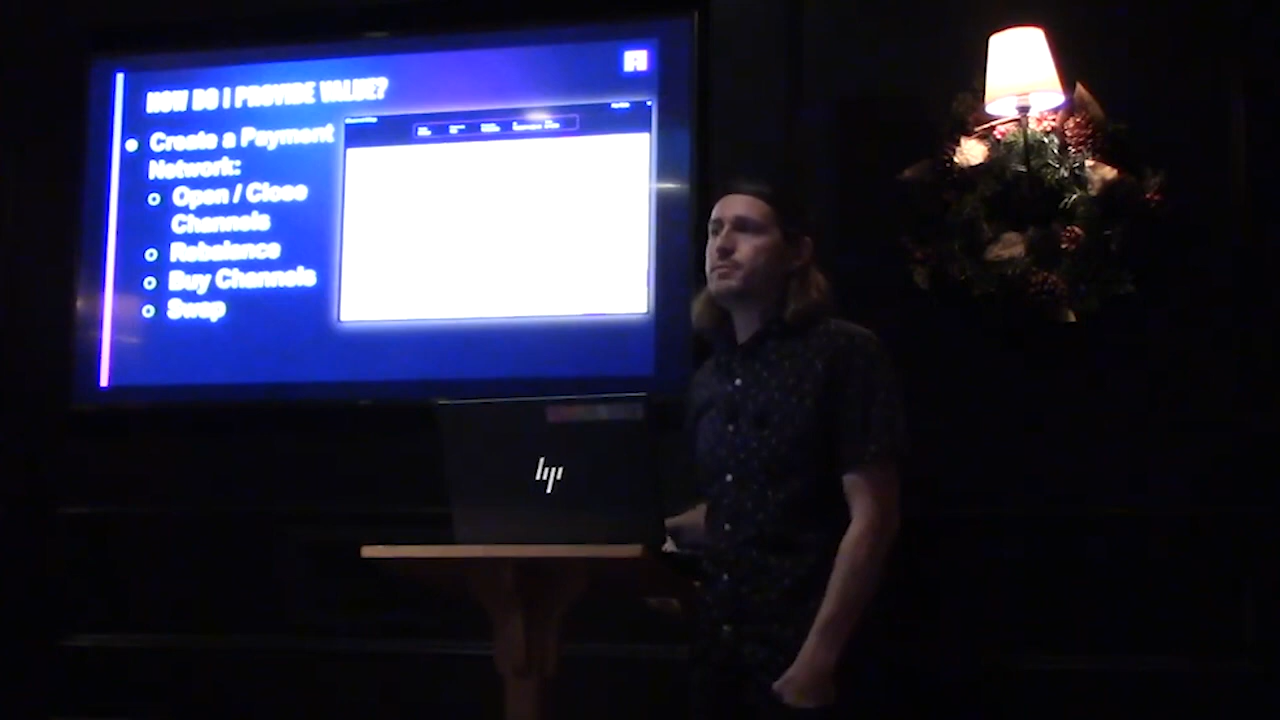 HOW DO I PROVIDE VALUE?
Create a Payment
Network:
Open / Close
Channels
Rebalance
Buy Channels
Swap
hp